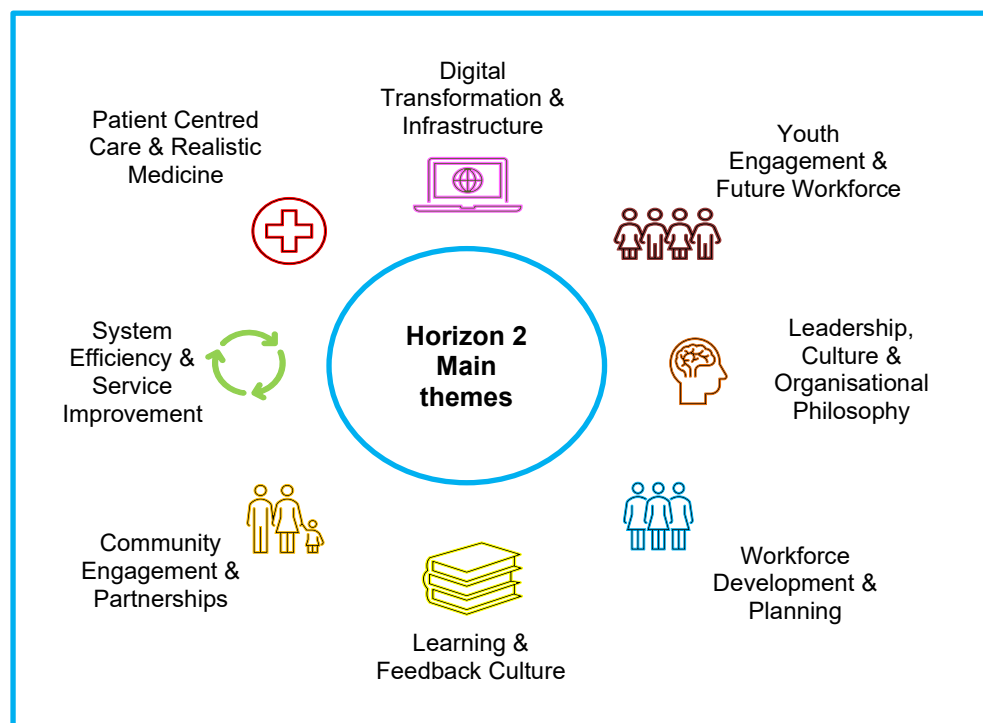 Digital
Transformation &
Infrastructure
Patient Centred
Care & Realistic
Medicine
Youth
Engagement &
Future Workforce
Horizon 2
Main
themes
System
Efficiency &
Service
Improvement
Leadership,
Culture &
Organisational
Philosophy
Community
Engagement &
Partnerships
Workforce
Development &
Planning
Learning &
Feedback Culture